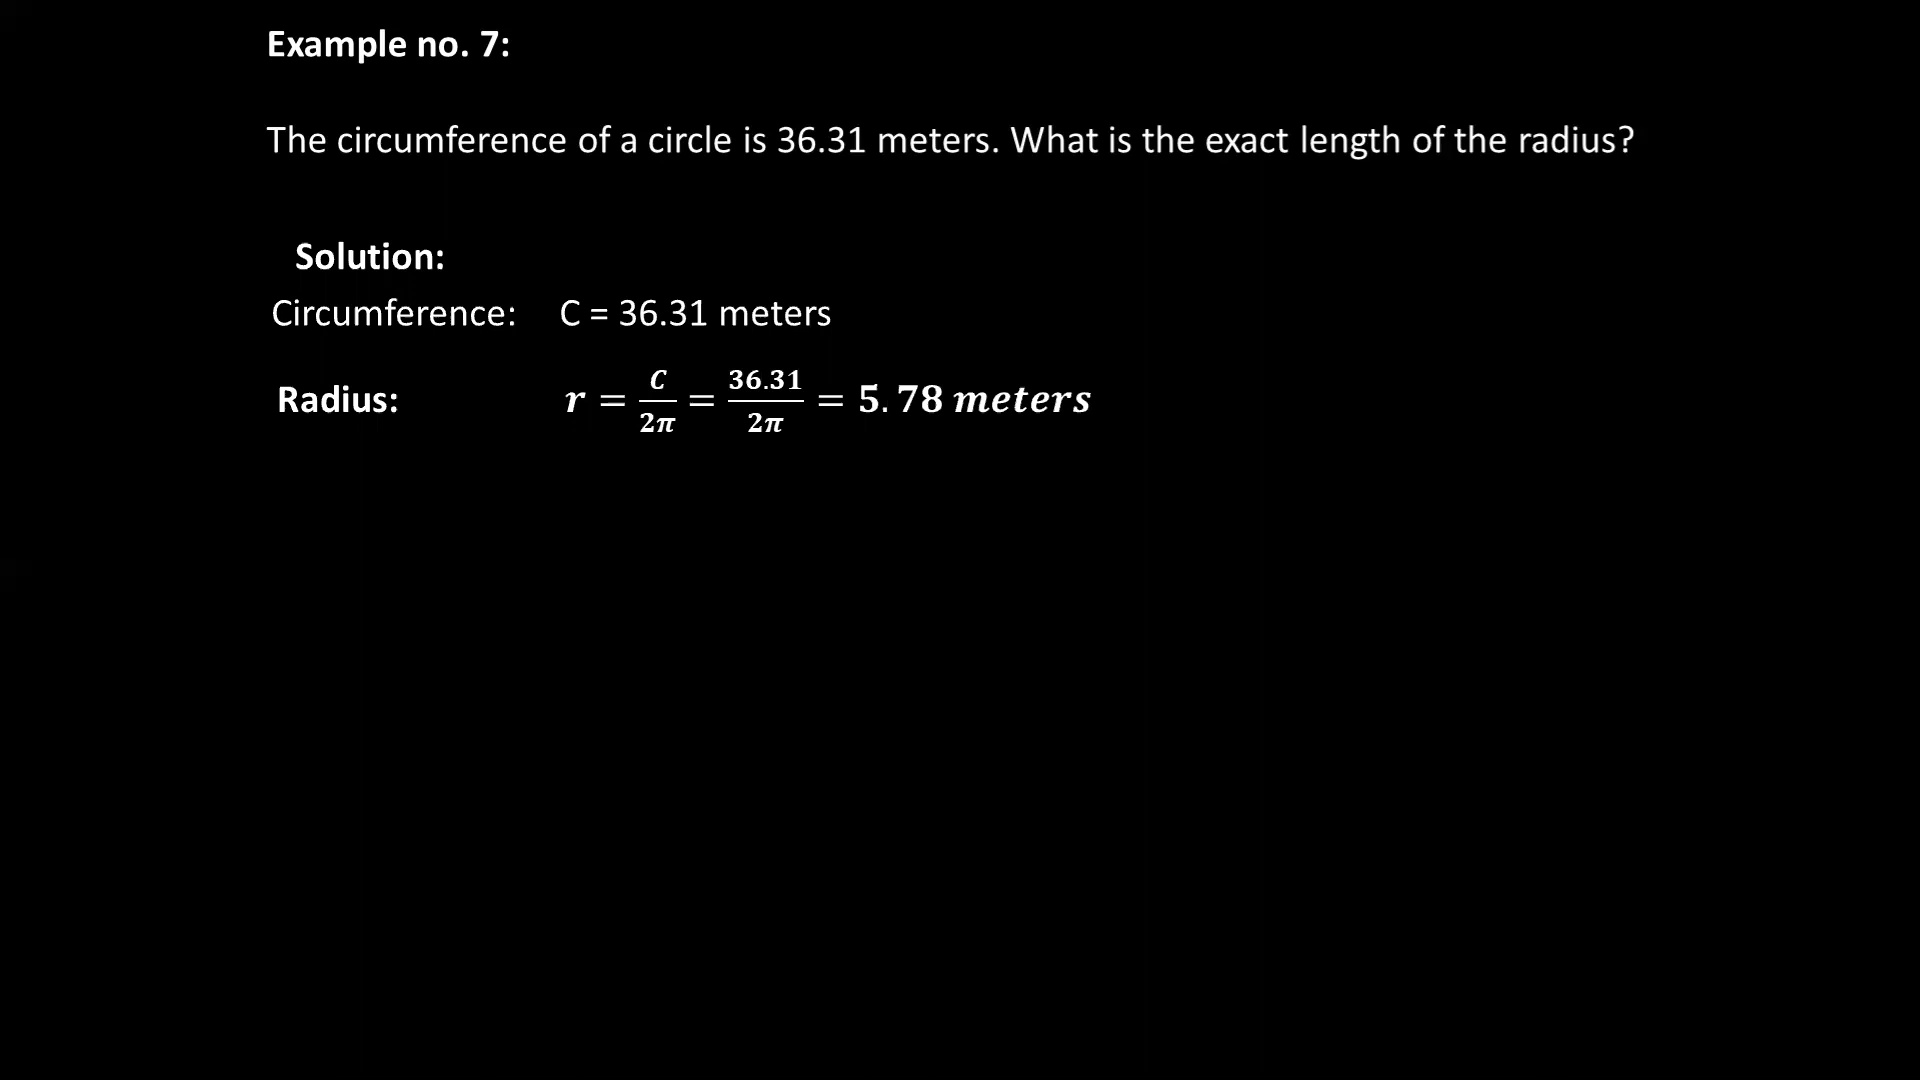 Example no. 7:
The circumference of a circle is 36.31 meters. What is the exact length of the radius?
Solution:
Circumference: C = 36.31 meters
Radius: r = C/2π = 36.31/2π = 5.78 meters